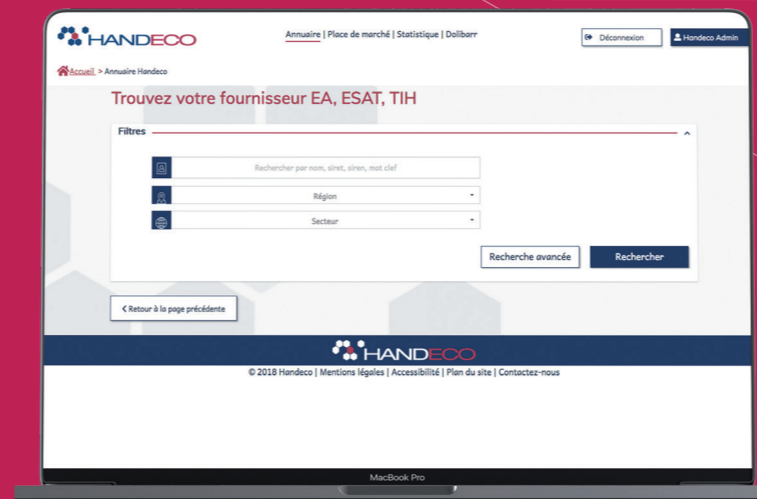 HANDECO
Annuaire | Place de marché | Statistique | Dolibarr
Déconnexion
Handeco Admin
Accueil > Annuaire Handeco
Trouvez votre fournisseur EA, ESAT, TIH
Filtres
Rechercher par nom, siret, siren, mot clef
Région
Secteur
Recherche avancée
Rechercher
Retour à la page précédente
HANDECO
© 2018 Handeco | Mentions légales | Accessibilité | Plan du site | Contactez-nous
MacBook Pro